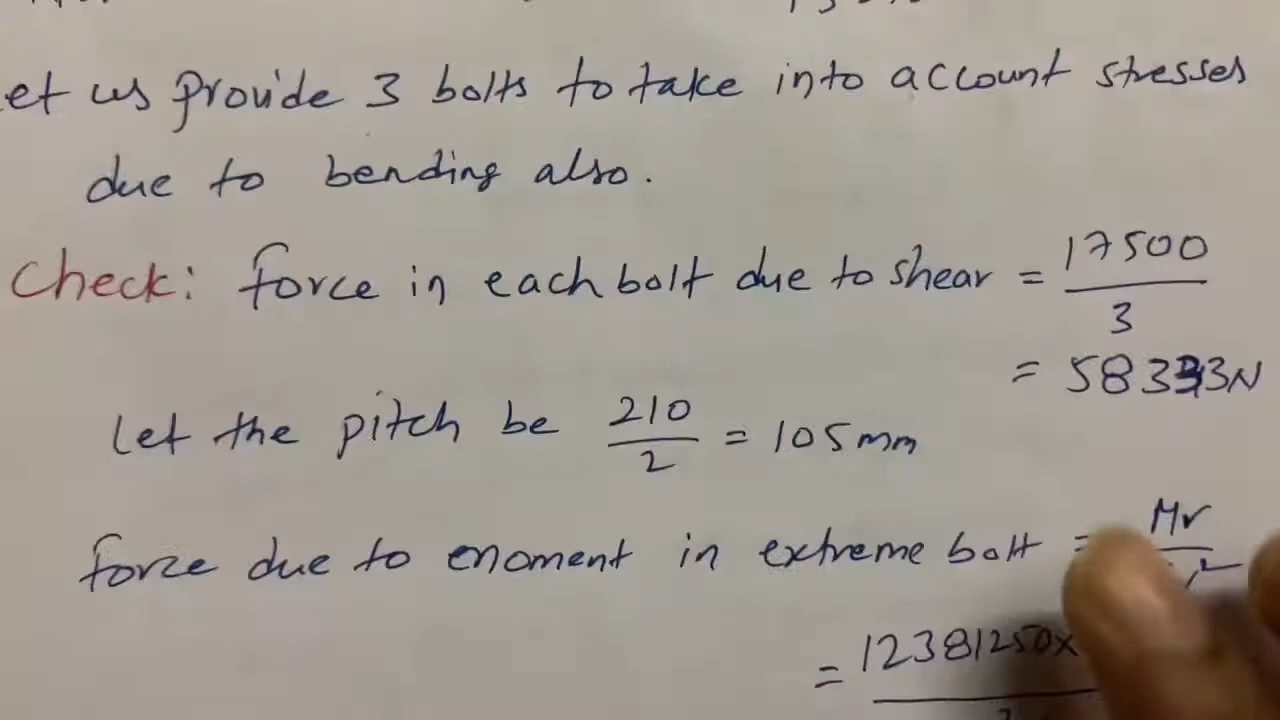 et us provide 3 bolts to take into account stresses
due to bending also.
Check: force in each bolt due to shear = 17500/3
= 5833N
Let the pitch be 210/2 = 105mm
force due to moment in extreme bolt = Mr
= 12381250x